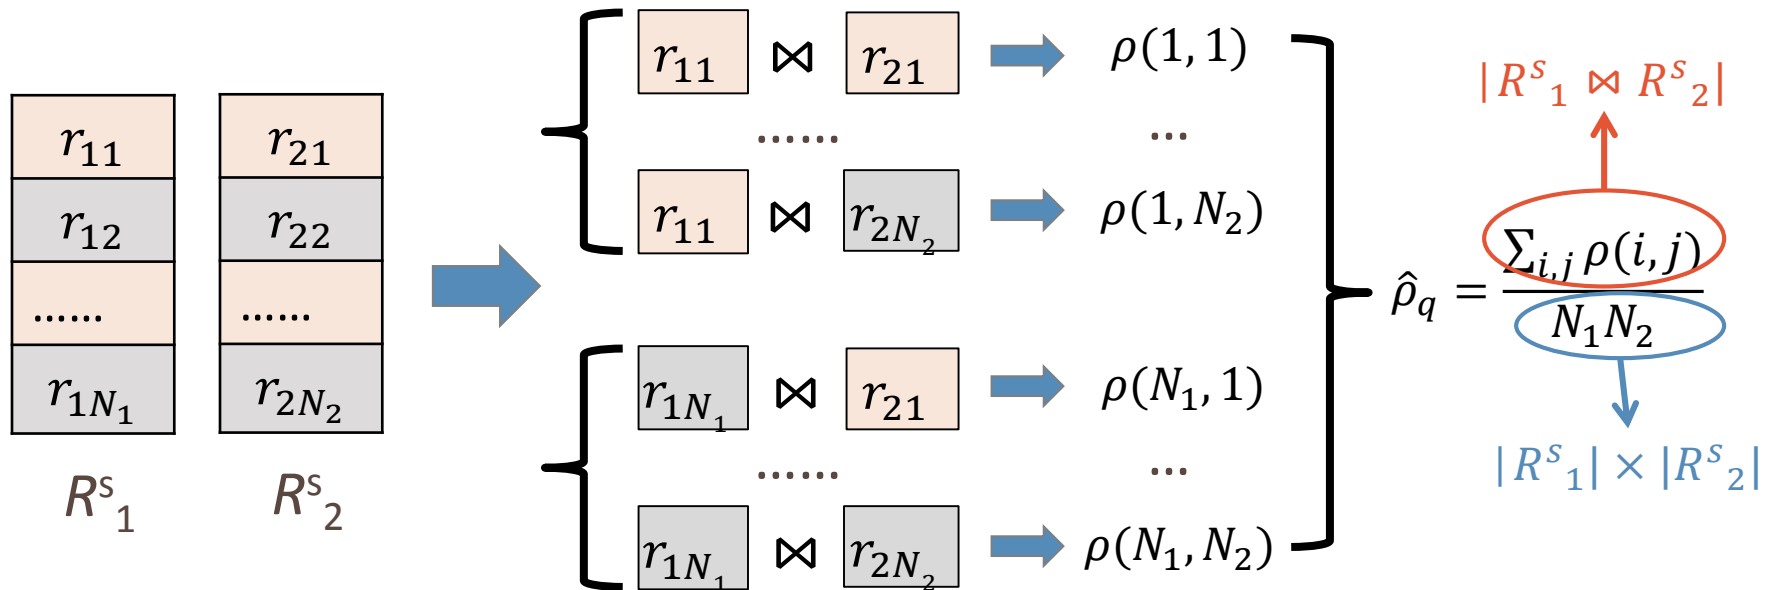 r₁₁
r₁₂
......
r₁N₁
Rˢ₁
r₂₁
r₂₂
......
r₂N₂
Rˢ₂
r₁₁ ⋈ r₂₁ ρ(1, 1)
...... ...
r₁₁ ⋈ r₂N₂ ρ(1, N₂)
r₁N₁ ⋈ r₂₁ ρ(N₁, 1)
...... ...
r₁N₁ ⋈ r₂N₂ ρ(N₁, N₂)
|Rˢ₁ ⋈ Rˢ₂|
ρ̂_q = ∑ᵢ,ⱼ ρ(i, j)
N₁N₂
|Rˢ₁| × |Rˢ₂|